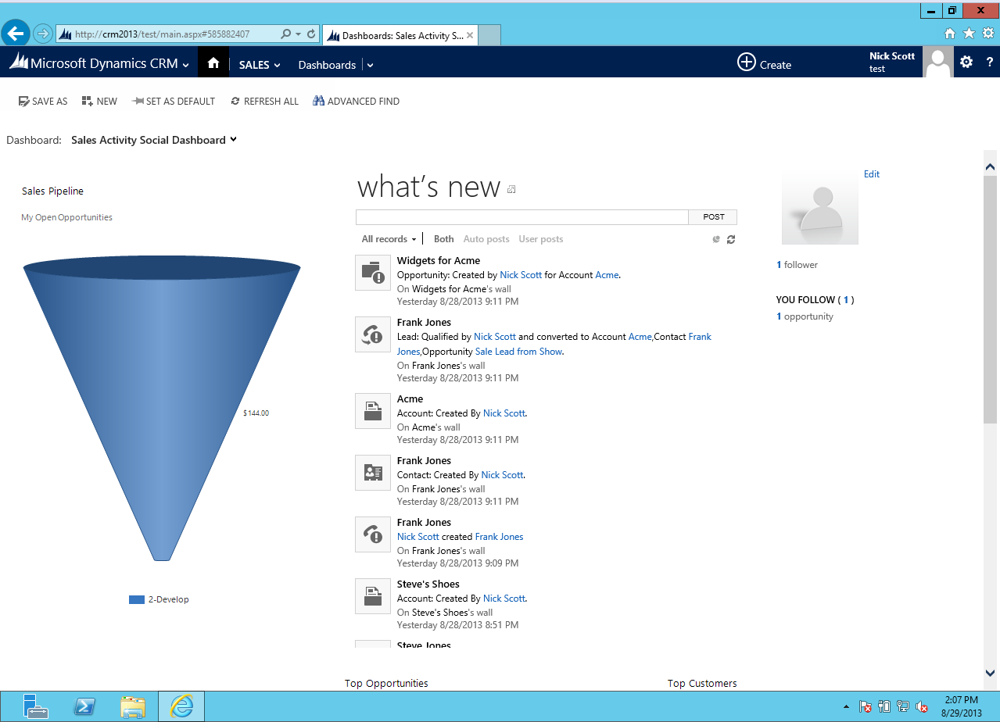 http://crm2013/test/main.aspx#585882407
Dashboards: Sales Activity S...
Microsoft Dynamics CRM
SALES
Dashboards
Create
Nick Scott
test
?
SAVE AS
NEW
SET AS DEFAULT
REFRESH ALL
ADVANCED FIND
Dashboard: Sales Activity Social Dashboard
Sales Pipeline
My Open Opportunities
$144.00
2-Develop
what's new
POST
All records
Both
Auto posts
User posts
Widgets for Acme
Opportunity: Created by Nick Scott for Account Acme.
On Widgets for Acme's wall
Yesterday 8/28/2013 9:11 PM
Frank Jones
Lead: Qualified by Nick Scott and converted to Account Acme,Contact Frank
Jones,Opportunity Sale Lead from Show.
On Frank Jones's wall
Yesterday 8/28/2013 9:11 PM
Acme
Account: Created By Nick Scott.
On Acme's wall
Yesterday 8/28/2013 9:11 PM
Frank Jones
Contact: Created By Nick Scott.
On Frank Jones's wall
Yesterday 8/28/2013 9:11 PM
Frank Jones
Nick Scott created Frank Jones
On Frank Jones's wall
Yesterday 8/28/2013 9:09 PM
Steve's Shoes
Account: Created By Nick Scott.
On Steve's Shoes's wall
Yesterday 8/28/2013 8:51 PM
Steve Jones
Edit
1 follower
YOU FOLLOW ( 1 )
1 opportunity
Top Opportunities
Top Customers
2:07 PM
8/29/2013